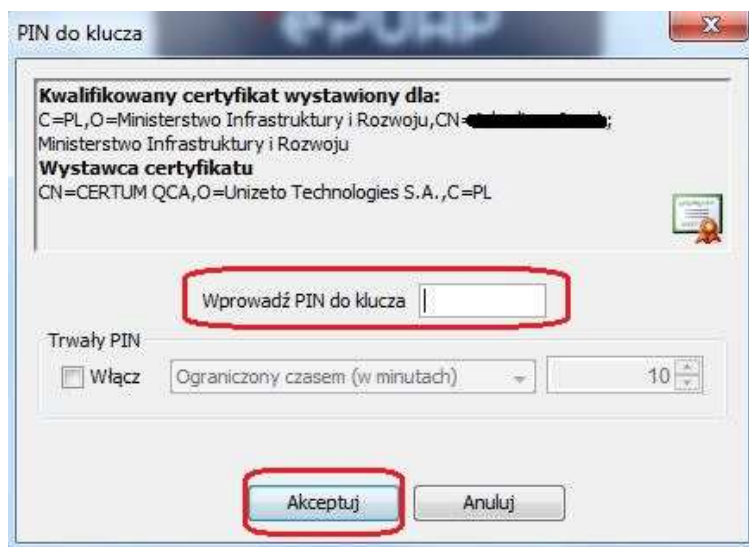 PIN do klucza
ePUAP
Kwalifikowany certyfikat wystawiony dla:
C=PL,O=Ministerstwo Infrastruktury i Rozwoju,CN=
Ministerstwo Infrastruktury i Rozwoju
Wystawca certyfikatu
CN=CERTUM QCA,O=Unizeto Technologies S.A.,C=PL
Wprowadź PIN do klucza
Trwały PIN
Włącz Ograniczony czasem (w minutach) 10
Akceptuj Anuluj